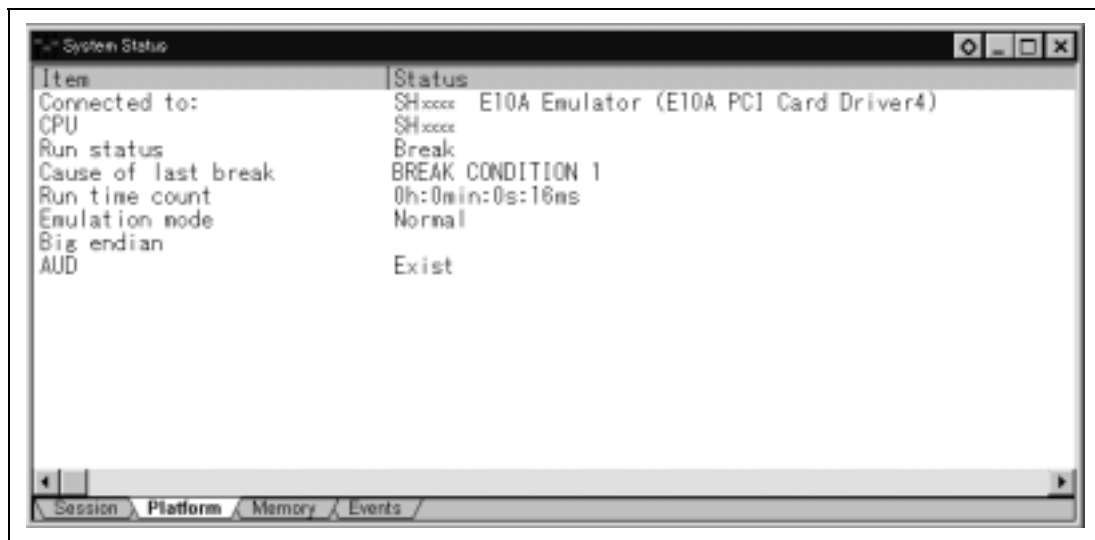 System Status
Item Status
Connected to: SHxxxx E10A Emulator (E10A PCI Card Driver4)
CPU SHxxxx
Run status Break
Cause of last break BREAK CONDITION 1
Run time count 0h:0min:0s:16ms
Emulation mode Normal
Big endian
AUD Exist
Session Platform Memory Events